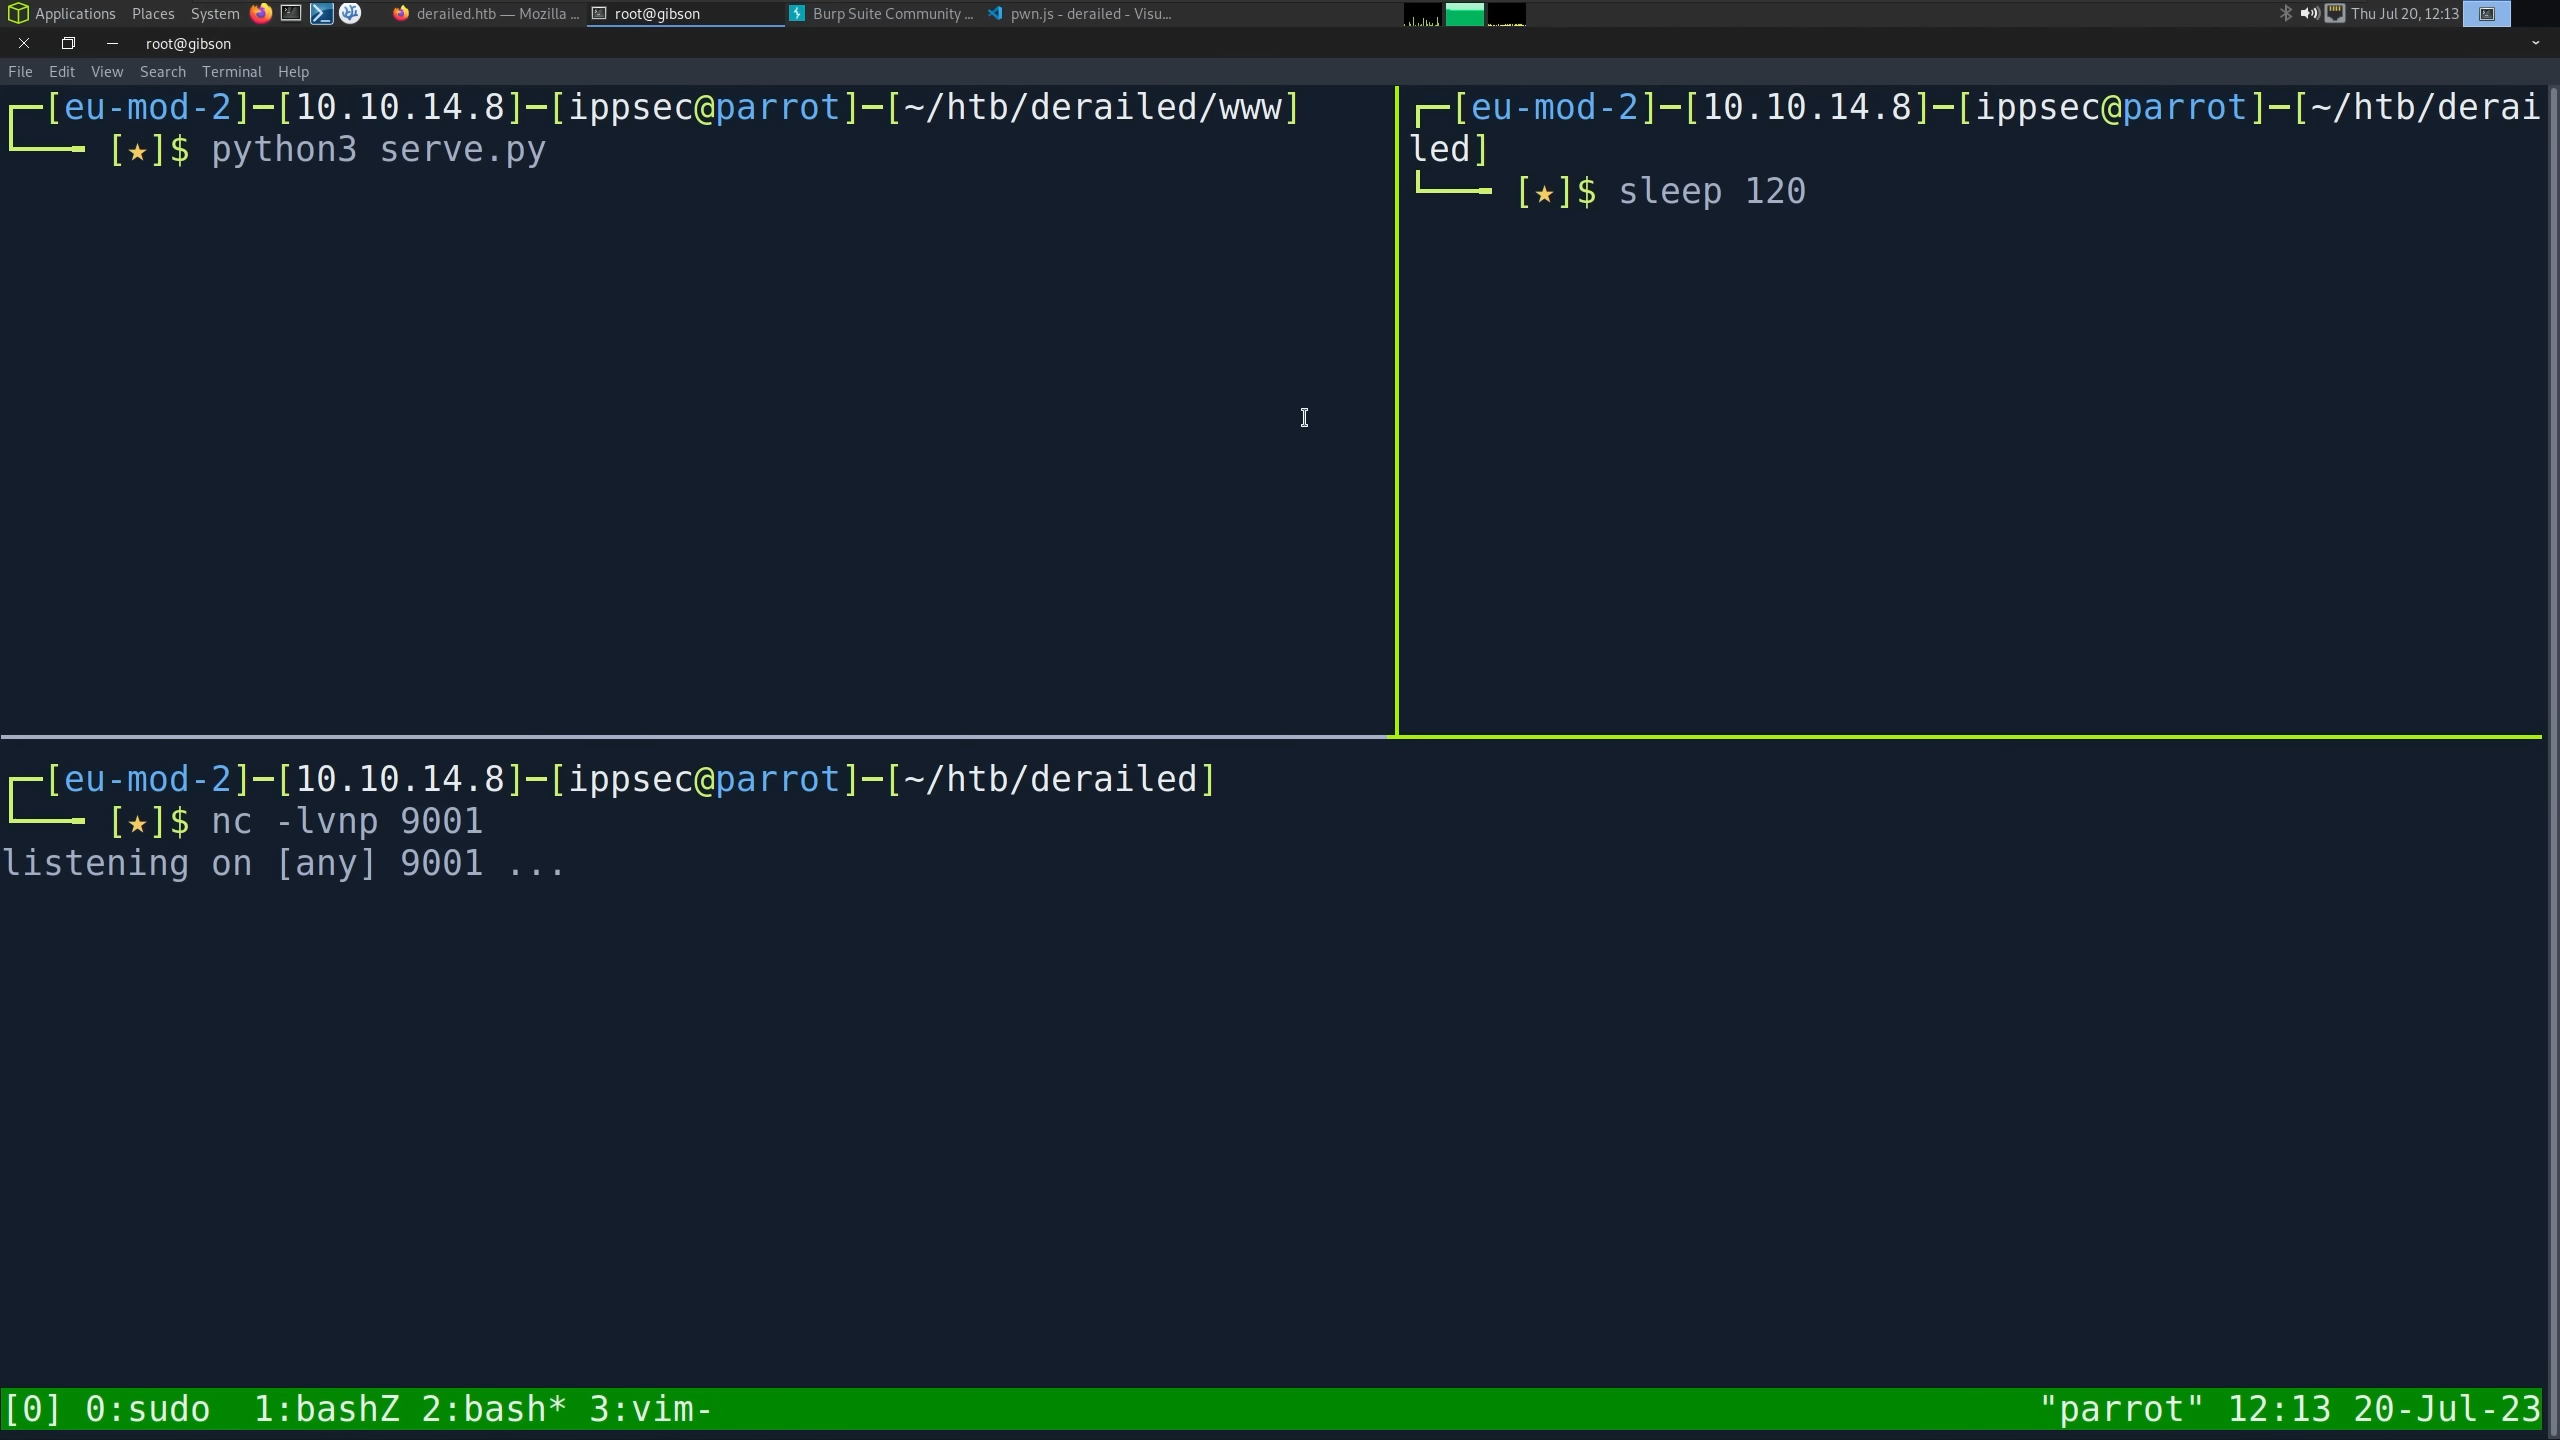 Applications Places System derailed.htb — Mozilla ... root@gibson Burp Suite Community ... pwn.js - derailed - Visu... Thu Jul 20, 12:13
root@gibson
File Edit View Search Terminal Help
[eu-mod-2]─[10.10.14.8]─[ippsec@parrot]─[~/htb/derailed/www]
[★]$ python3 serve.py
[eu-mod-2]─[10.10.14.8]─[ippsec@parrot]─[~/htb/derai
led]
[★]$ sleep 120
[eu-mod-2]─[10.10.14.8]─[ippsec@parrot]─[~/htb/derailed]
[★]$ nc -lvnp 9001
listening on [any] 9001 ...
[0] 0:sudo  1:bashZ 2:bash* 3:vim- "parrot" 12:13 20-Jul-23